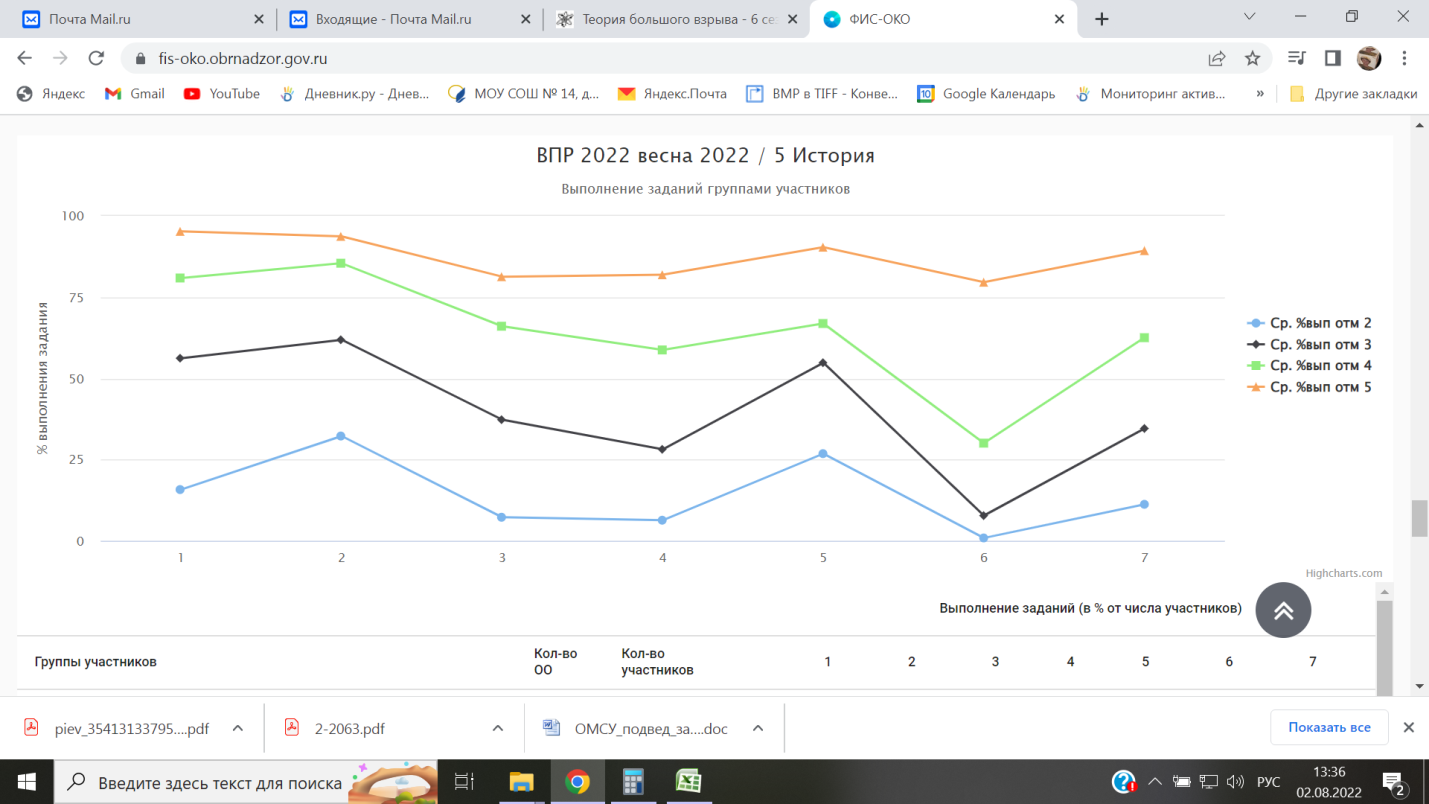 Почта Mail.ru
Входящие - Почта Mail.ru
Теория большого взрыва - 6 се
ФИС-ОКО
fis-oko.obrnadzor.gov.ru
Яндекс
Gmail
YouTube
Дневник.ру - Днев...
МОУ СОШ № 14, д...
Яндекс.Почта
BMP в TIFF - Конве...
10
Google Календарь
Мониторинг актив...
»
Другие закладки
ВПР 2022 весна 2022 / 5 История
Выполнение заданий группами участников
% выполнения задания
100
75
50
25
0
1 2 3 4 5 6 7
Ср. %вып отм 2
Ср. %вып отм 3
Ср. %вып отм 4
Ср. %вып отм 5
Highcharts.com
Выполнение заданий (в % от числа участников)
Группы участников
Кол-во
ОО
Кол-во
участников
1 2 3 4 5 6 7
piev_35413133795....pdf
2-2063.pdf
ОМСУ_подвед_за....doc
Показать все
Введите здесь текст для поиска
РУС
13:36
02.08.2022
2